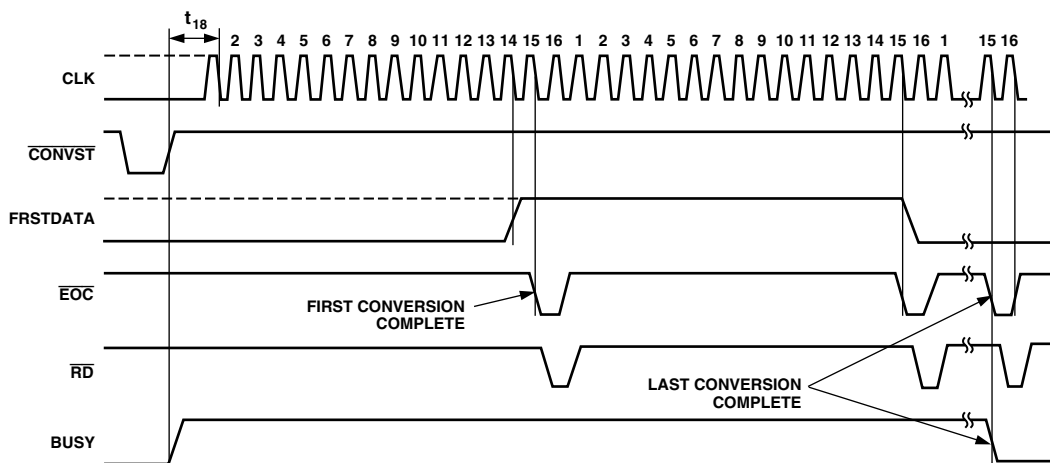 t18
2 3 4 5 6 7 8 9 10 11 12 13 14 15 16 1 2 3 4 5 6 7 8 9 10 11 12 13 14 15 16 1 15 16
CLK
CONVST
FRSTDATA
EOC
FIRST CONVERSION
COMPLETE
RD
LAST CONVERSION
COMPLETE
BUSY